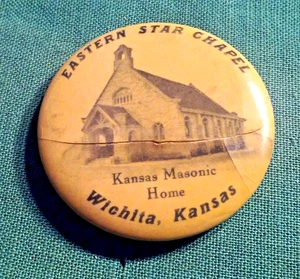 EASTERN STAR CHAPEL
Kansas Masonic
Home
Wichita, Kansas